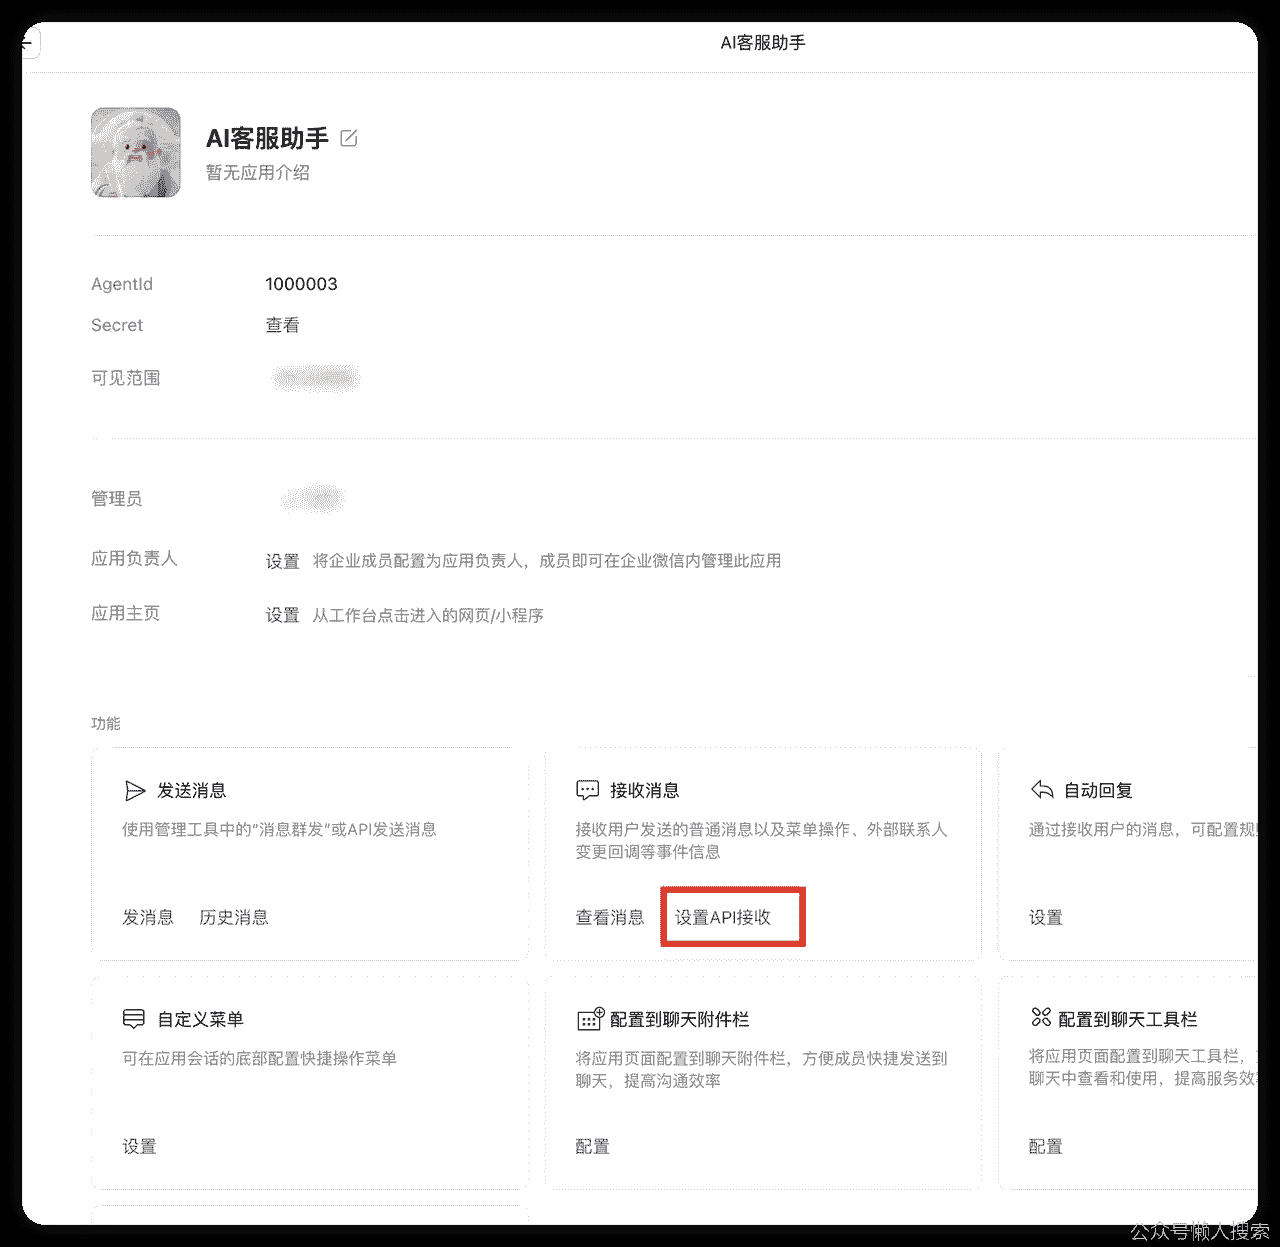 AI客服助手
AI客服助手
暂无应用介绍
AgentId 1000003
Secret 查看
可见范围
管理员
应用负责人 设置 将企业成员配置为应用负责人，成员即可在企业微信内管理此应用
应用主页 设置 从工作台点击进入的网页/小程序
功能
发送消息
使用管理工具中的“消息群发”或API发送消息
发消息 历史消息
接收消息
接收用户发送的普通消息以及菜单操作、外部联系人
变更回调等事件信息
查看消息 设置API接收
自动回复
通过接收用户的消息，可配置规
设置
自定义菜单
可在应用会话的底部配置快捷操作菜单
设置
配置到聊天附件栏
将应用页面配置到聊天附件栏，方便成员快捷发送到
聊天，提高沟通效率
配置
配置到聊天工具栏
将应用页面配置到聊天工具栏，
聊天中查看和使用，提高服务效
配置
公众号懒人搜索